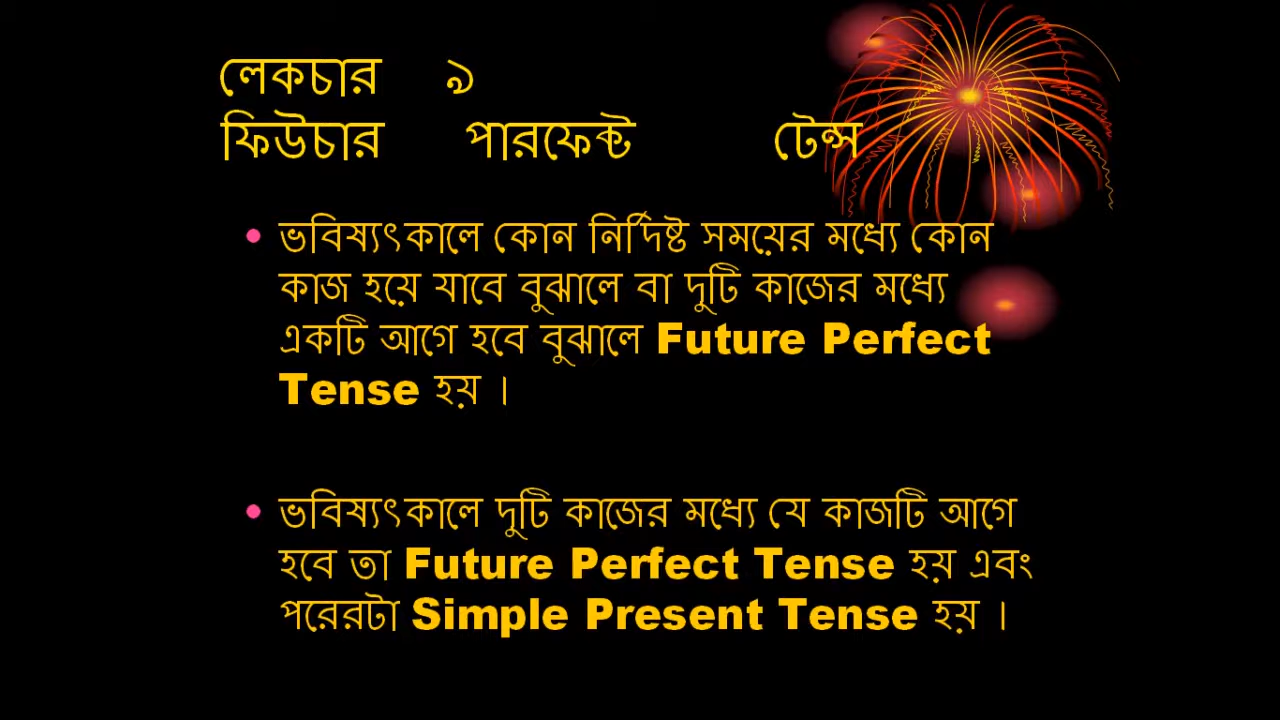 লেকচার ৯
ফিউচার পারফেক্ট টেন্স
• ভবিষ্যৎকালে কোন নির্দিষ্ট সময়ের মধ্যে কোন
কাজ হয়ে যাবে বুঝালে বা দুটি কাজের মধ্যে
একটি আগে হবে বুঝালে Future Perfect
Tense হয় ।
• ভবিষ্যৎকালে দুটি কাজের মধ্যে যে কাজটি আগে
হবে তা Future Perfect Tense হয় এবং
পরেরটা Simple Present Tense হয় ।